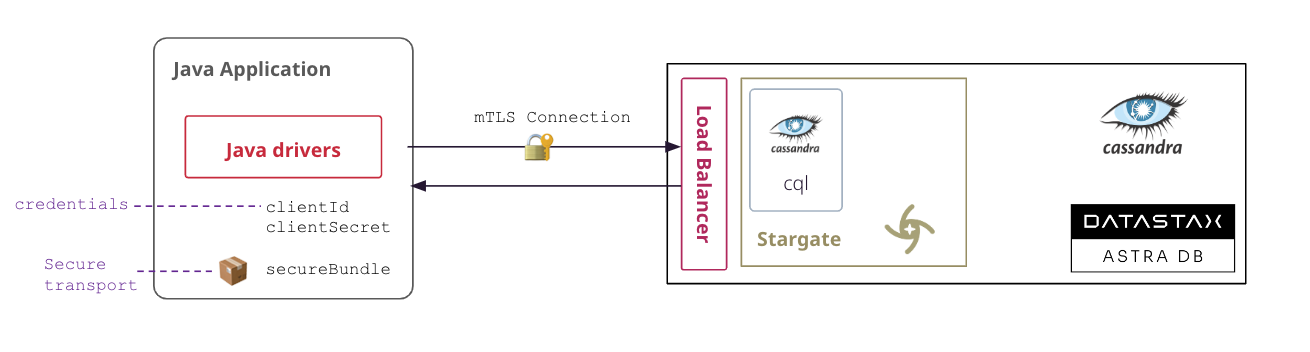 Java Application
Java drivers
credentials
clientId
clientSecret
Secure
transport
secureBundle
mTLS Connection
Load Balancer
cassandra
cql
Stargate
cassandra
DATASTAX
ASTRA DB